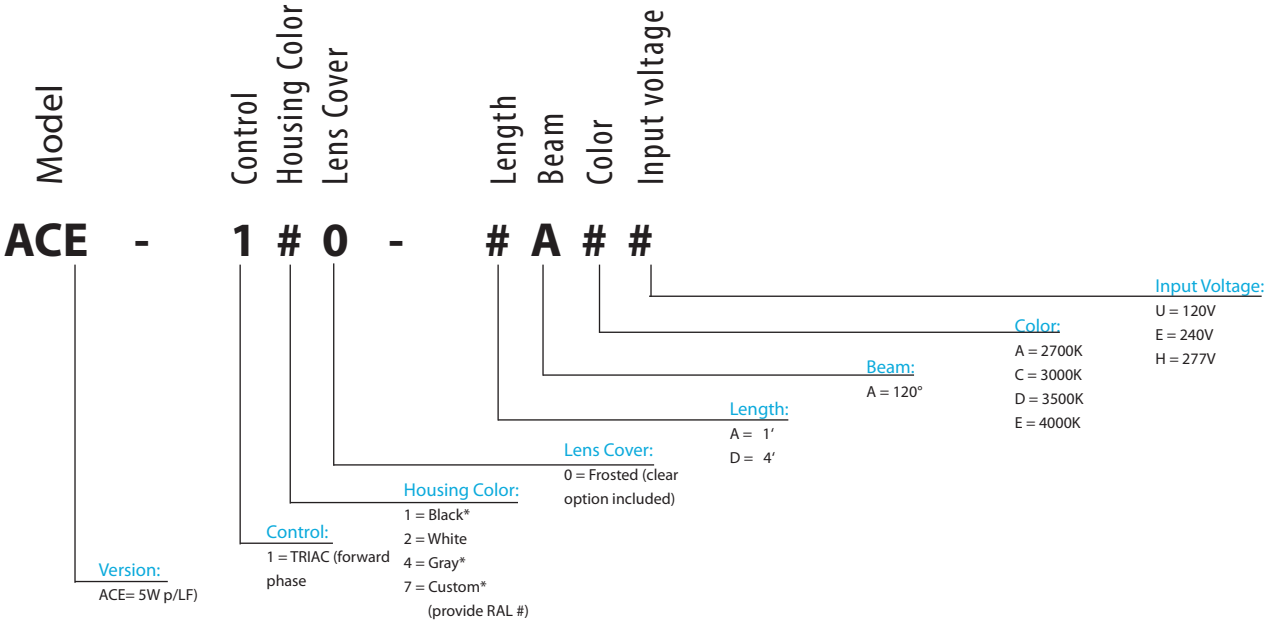 Model
Control
Housing Color
Lens Cover
Length
Beam
Color
Input voltage
ACE - 1 # 0 - # A # #
Input Voltage:
U = 120V
E = 240V
H = 277V
Color:
A = 2700K
C = 3000K
D = 3500K
E = 4000K
Beam:
A = 120°
Length:
A = 1‘
D = 4‘
Lens Cover:
0 = Frosted (clear
option included)
Housing Color:
1 = Black*
2 = White
4 = Gray*
7 = Custom*
(provide RAL #)
Control:
1 = TRIAC (forward
phase
Version:
ACE= 5W p/LF)